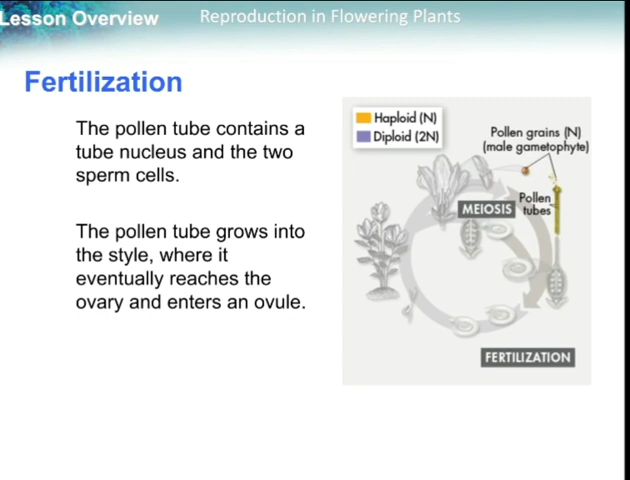 Lesson Overview
Reproduction in Flowering Plants
Fertilization
The pollen tube contains a
tube nucleus and the two
sperm cells.
The pollen tube grows into
the style, where it
eventually reaches the
ovary and enters an ovule.
Haploid (N)
Diploid (2N)
Pollen grains (N)
(male gametophyte)
Pollen
tubes
MEIOSIS
FERTILIZATION